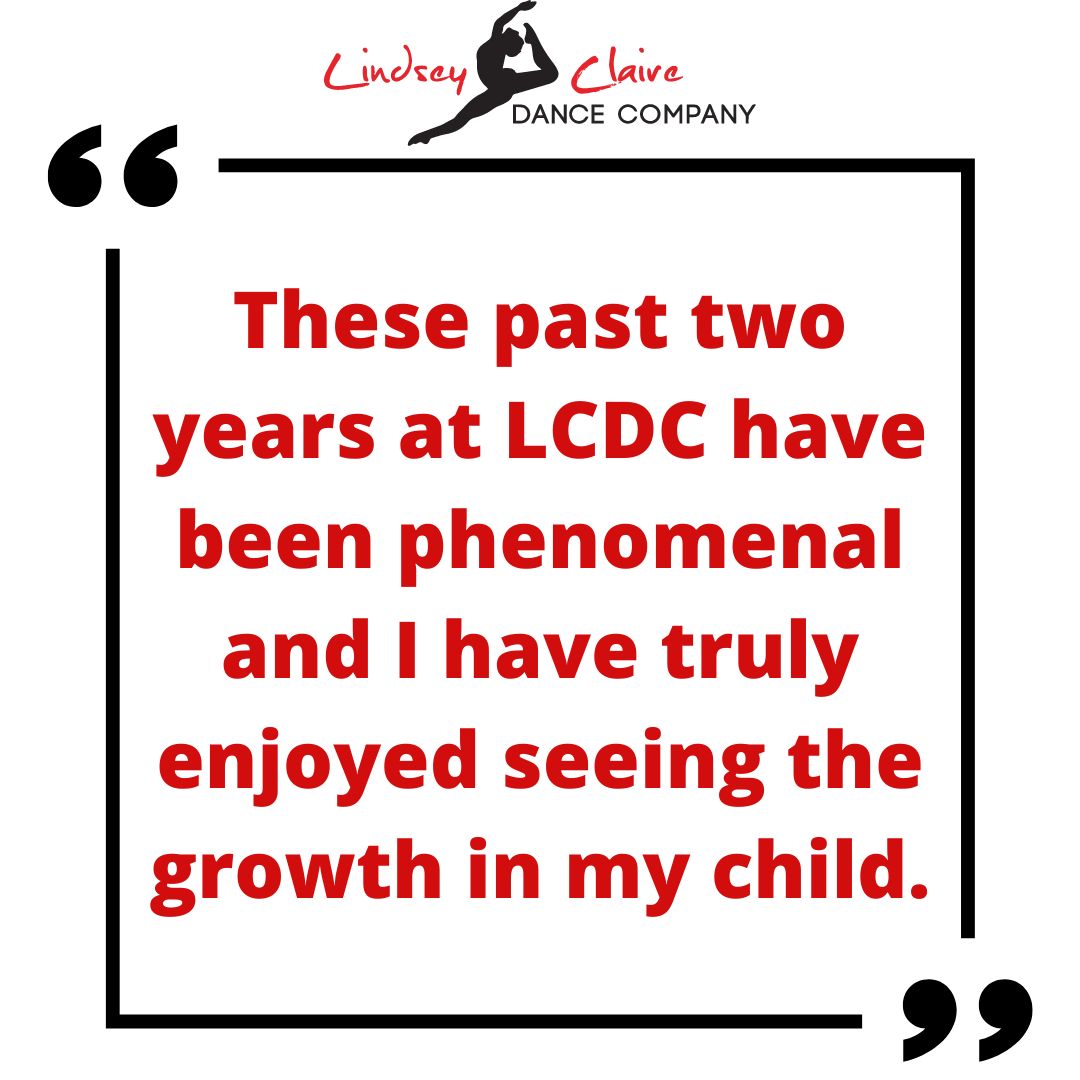 Lindsey Claire
DANCE COMPANY
“
These past two
years at LCDC have
been phenomenal
and I have truly
enjoyed seeing the
growth in my child.
”